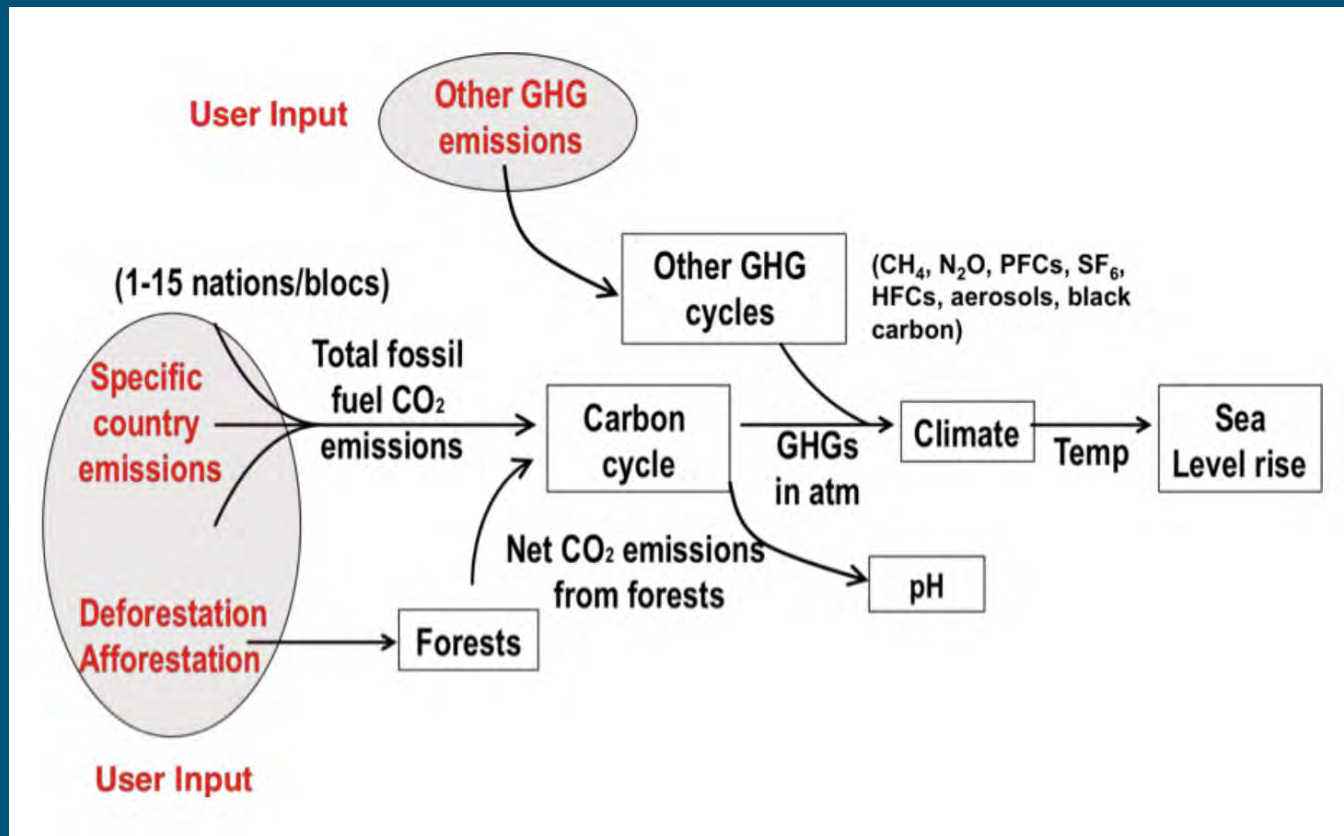 User Input
Other GHG
emissions
(1-15 nations/blocs)
Other GHG
cycles
(CH₄, N₂O, PFCs, SF₆,
HFCs, aerosols, black
carbon)
Specific
country
emissions
Total fossil
fuel CO₂
emissions
Carbon
cycle
GHGs
in atm
Climate
Temp
Sea
Level rise
Net CO₂ emissions
from forests
pH
Deforestation
Afforestation
Forests
User Input